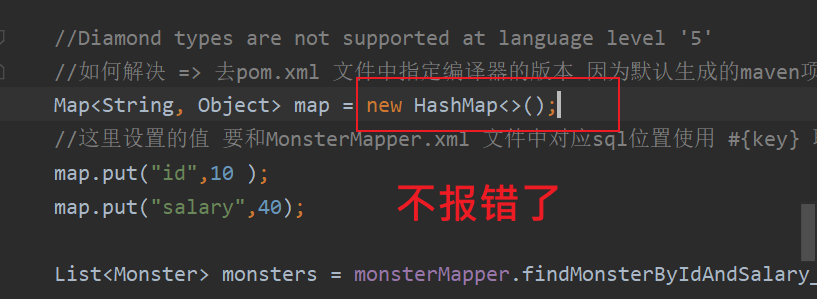 //Diamond types are not supported at language level '5'
//如何解决 => 去pom.xml 文件中指定编译器的版本 因为默认生成的maven项
Map<String, Object> map = new HashMap<>();
//这里设置的值 要和MonsterMapper.xml 文件中对应sql位置使用 #{key}
map.put("id",10 );
map.put("salary",40);
不报错了
List<Monster> monsters = monsterMapper.findMonsterByIdAndSalary_